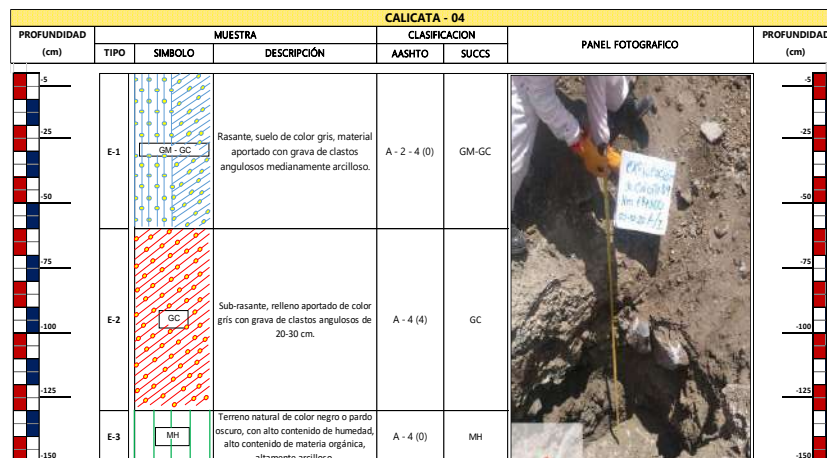 CALICATA - 04
PROFUNDIDAD
(cm)
MUESTRA
CLASIFICACION
PANEL FOTOGRAFICO
PROFUNDIDAD
(cm)
TIPO
SIMBOLO
DESCRIPCIÓN
AASHTO
SUCCS
-5
-25
-50
-75
-100
-125
-150
E-1
GM - GC
Rasante, suelo de color gris, material
aportado con grava de clastos
angulosos medianamente arcilloso.
A - 2 - 4 (0)
GM-GC
E-2
GC
Sub-rasante, relleno aportado de color
gris con grava de clastos angulosos de
20-30 cm.
A - 4 (4)
GC
E-3
MH
Terreno natural de color negro o pardo
oscuro, con alto contenido de humedad,
alto contenido de materia orgánica,
altamente arcilloso
A - 4 (0)
MH
-5
-25
-50
-75
-100
-125
-150